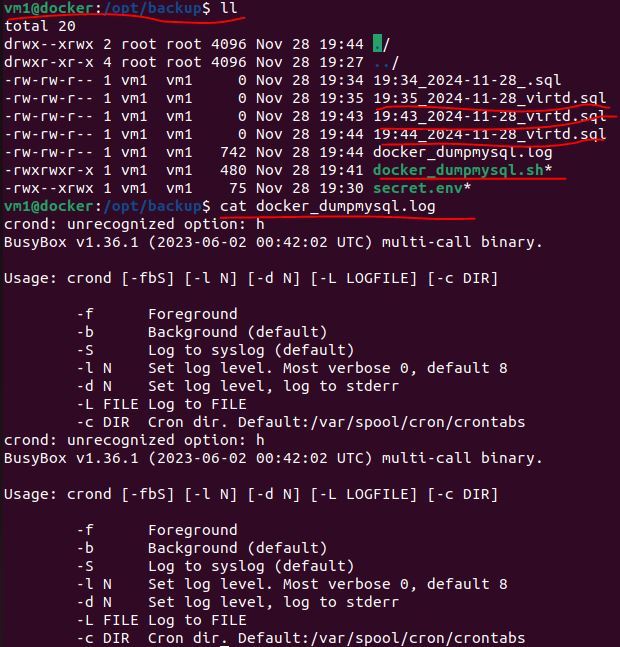 vm1@docker:/opt/backup$ ll
total 20
drwx--xrwx 2 root root 4096 Nov 28 19:44 ./
drwxr-xr-x 4 root root 4096 Nov 28 19:27 ../
-rw-rw-r-- 1 vm1  vm1     0 Nov 28 19:34 19:34_2024-11-28_.sql
-rw-rw-r-- 1 vm1  vm1     0 Nov 28 19:35 19:35_2024-11-28_virtd.sql
-rw-rw-r-- 1 vm1  vm1     0 Nov 28 19:43 19:43_2024-11-28_virtd.sql
-rw-rw-r-- 1 vm1  vm1     0 Nov 28 19:44 19:44_2024-11-28_virtd.sql
-rw-rw-r-- 1 vm1  vm1   742 Nov 28 19:44 docker_dumpmysql.log
-rwxrwxr-x 1 vm1  vm1   480 Nov 28 19:41 docker_dumpmysql.sh*
-rwx--xrwx 1 vm1  vm1    75 Nov 28 19:30 secret.env*
vm1@docker:/opt/backup$ cat docker_dumpmysql.log
crond: unrecognized option: h
BusyBox v1.36.1 (2023-06-02 00:42:02 UTC) multi-call binary.
Usage: crond [-fbS] [-l N] [-d N] [-L LOGFILE] [-c DIR]
-f      Foreground
-b      Background (default)
-S      Log to syslog (default)
-l N    Set log level. Most verbose 0, default 8
-d N    Set log level, log to stderr
-L FILE Log to FILE
-c DIR  Cron dir. Default:/var/spool/cron/crontabs
crond: unrecognized option: h
BusyBox v1.36.1 (2023-06-02 00:42:02 UTC) multi-call binary.
Usage: crond [-fbS] [-l N] [-d N] [-L LOGFILE] [-c DIR]
-f      Foreground
-b      Background (default)
-S      Log to syslog (default)
-l N    Set log level. Most verbose 0, default 8
-d N    Set log level, log to stderr
-L FILE Log to FILE
-c DIR  Cron dir. Default:/var/spool/cron/crontabs